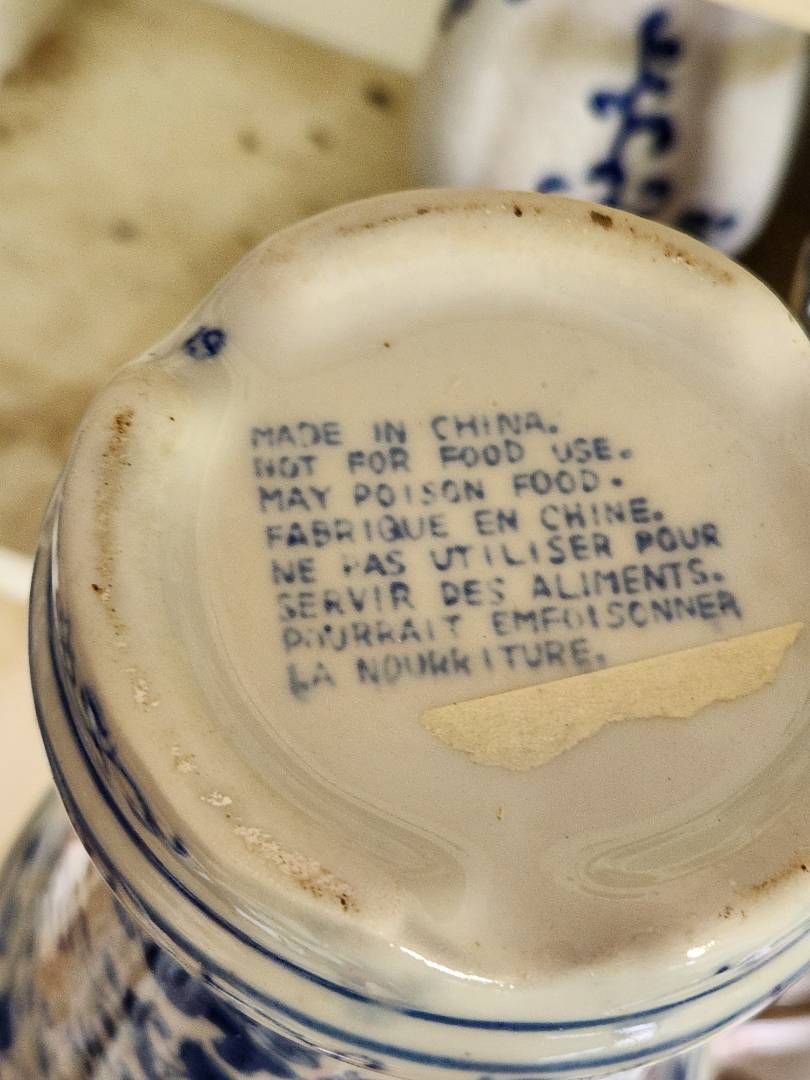 MADE IN CHINA.
NOT FOR FOOD USE.
MAY POISON FOOD.
FABRIQUE EN CHINE.
NE PAS UTILISER POUR
SERVIR DES ALIMENTS.
POURRAIT EMPOISONNER
LA NOURRITURE.